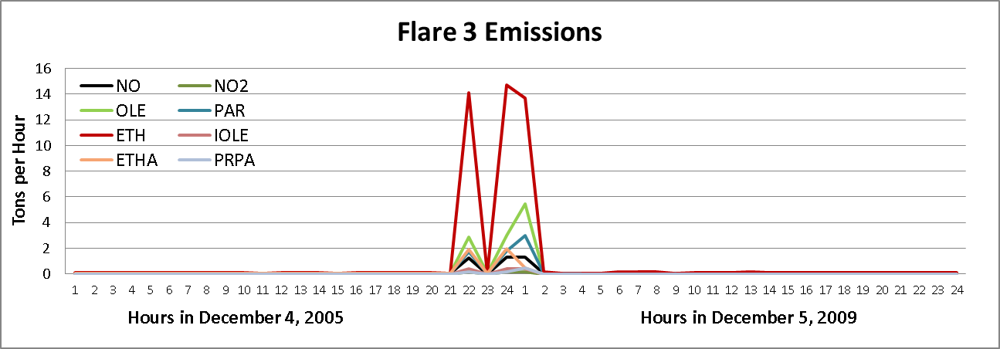 Flare 3 Emissions
16
14
12
10
8
6
4
2
0
Tons per Hour
NO NO2
OLE PAR
ETH IOLE
ETHA PRPA
1 2 3 4 5 6 7 8 9 10 11 12 13 14 15 16 17 18 19 20 21 22 23 24 1 2 3 4 5 6 7 8 9 10 11 12 13 14 15 16 17 18 19 20 21 22 23 24
Hours in December 4, 2005 Hours in December 5, 2009